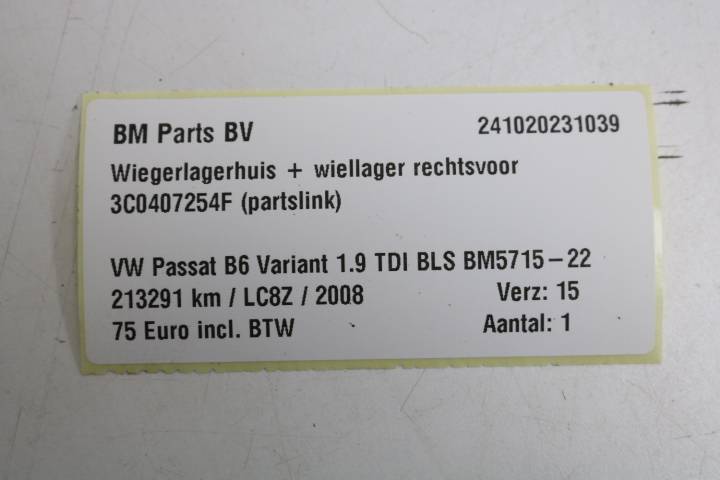 BM Parts BV 241020231039
Wiegerlagerhuis + wiellager rechtsvoor
3C0407254F (partslink)
VW Passat B6 Variant 1.9 TDI BLS BM5715-22
213291 km / LC8Z / 2008 Verz: 15
75 Euro incl. BTW Aantal: 1